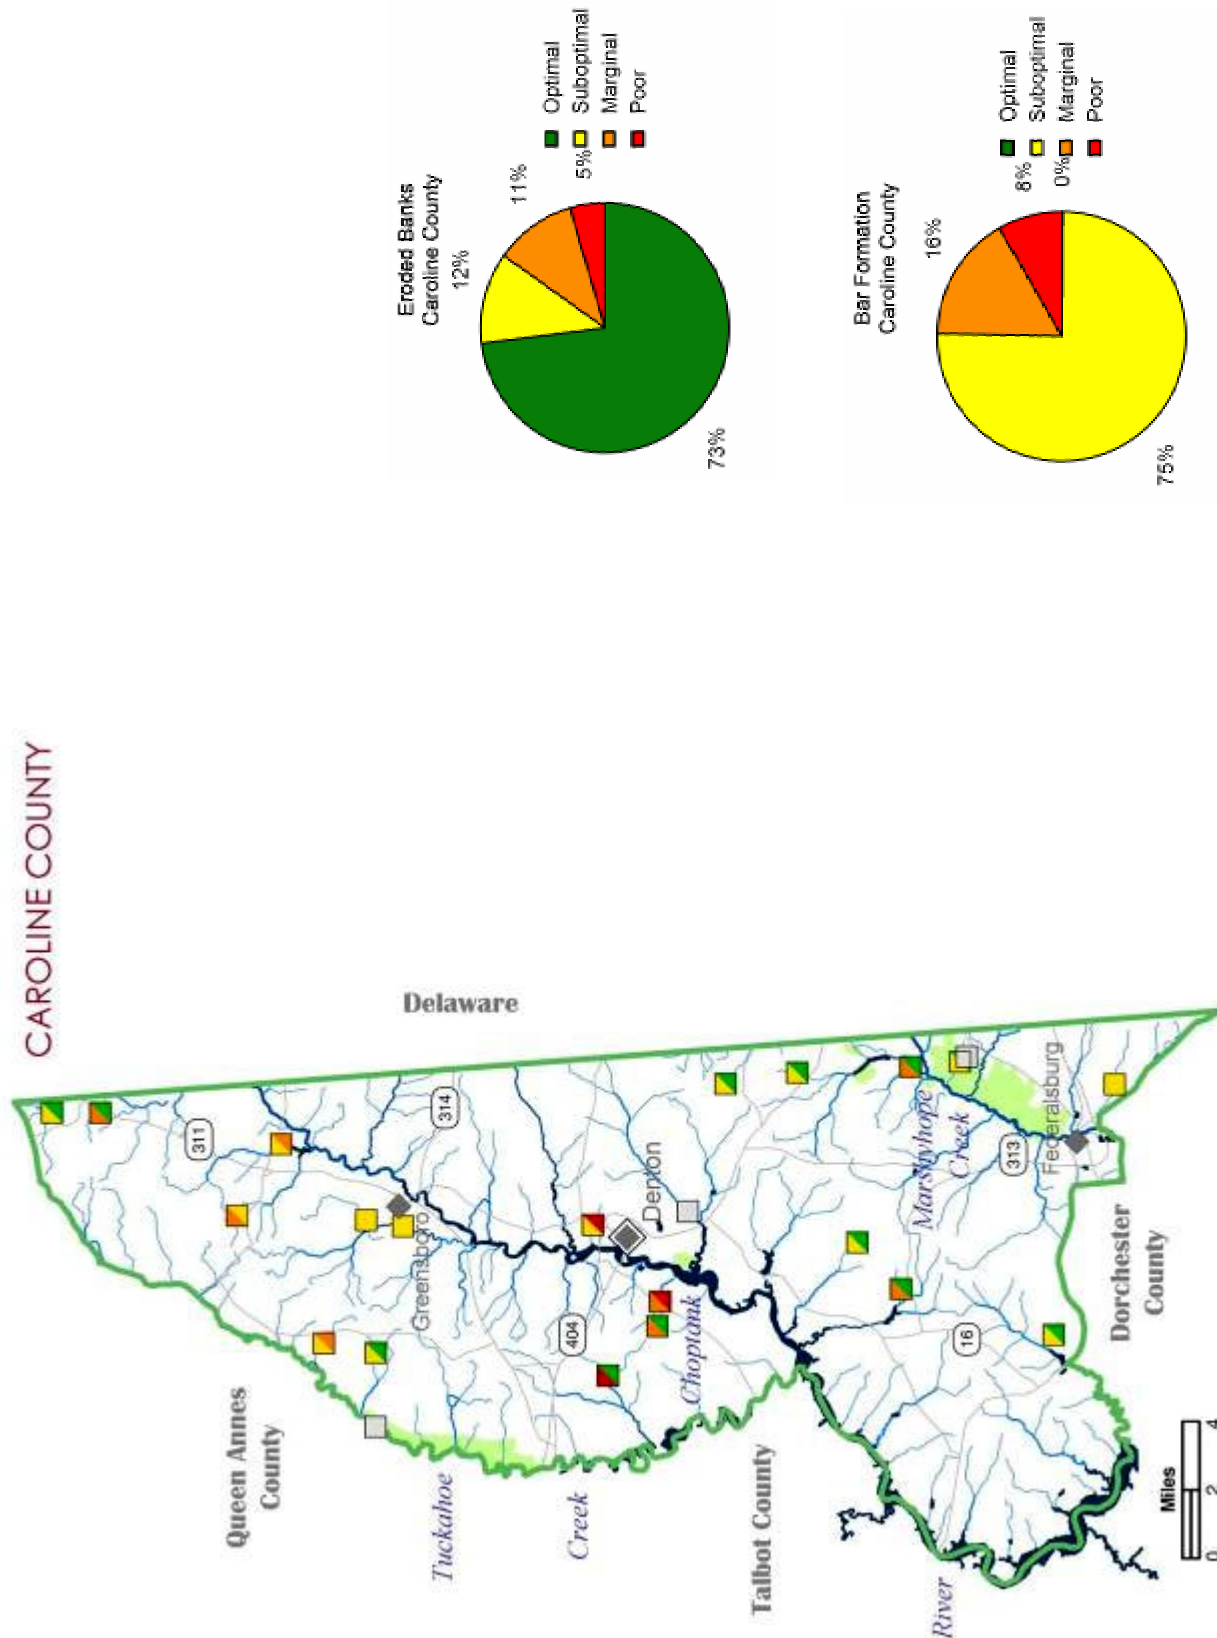 CAROLINE COUNTY
Queen Annes
County
Delaware
311
314
Greensboro
Tuckahoe
Creek
404
Denton
Choptank
Talbot County
River
Marshyhope
Creek
313
Federalsburg
16
Dorchester
County
Miles
0
2
4
Eroded Banks
Caroline County
12%
11%
5%
73%
Optimal
Suboptimal
Marginal
Poor
Bar Formation
Caroline County
16%
8%
0%
75%
Optimal
Suboptimal
Marginal
Poor